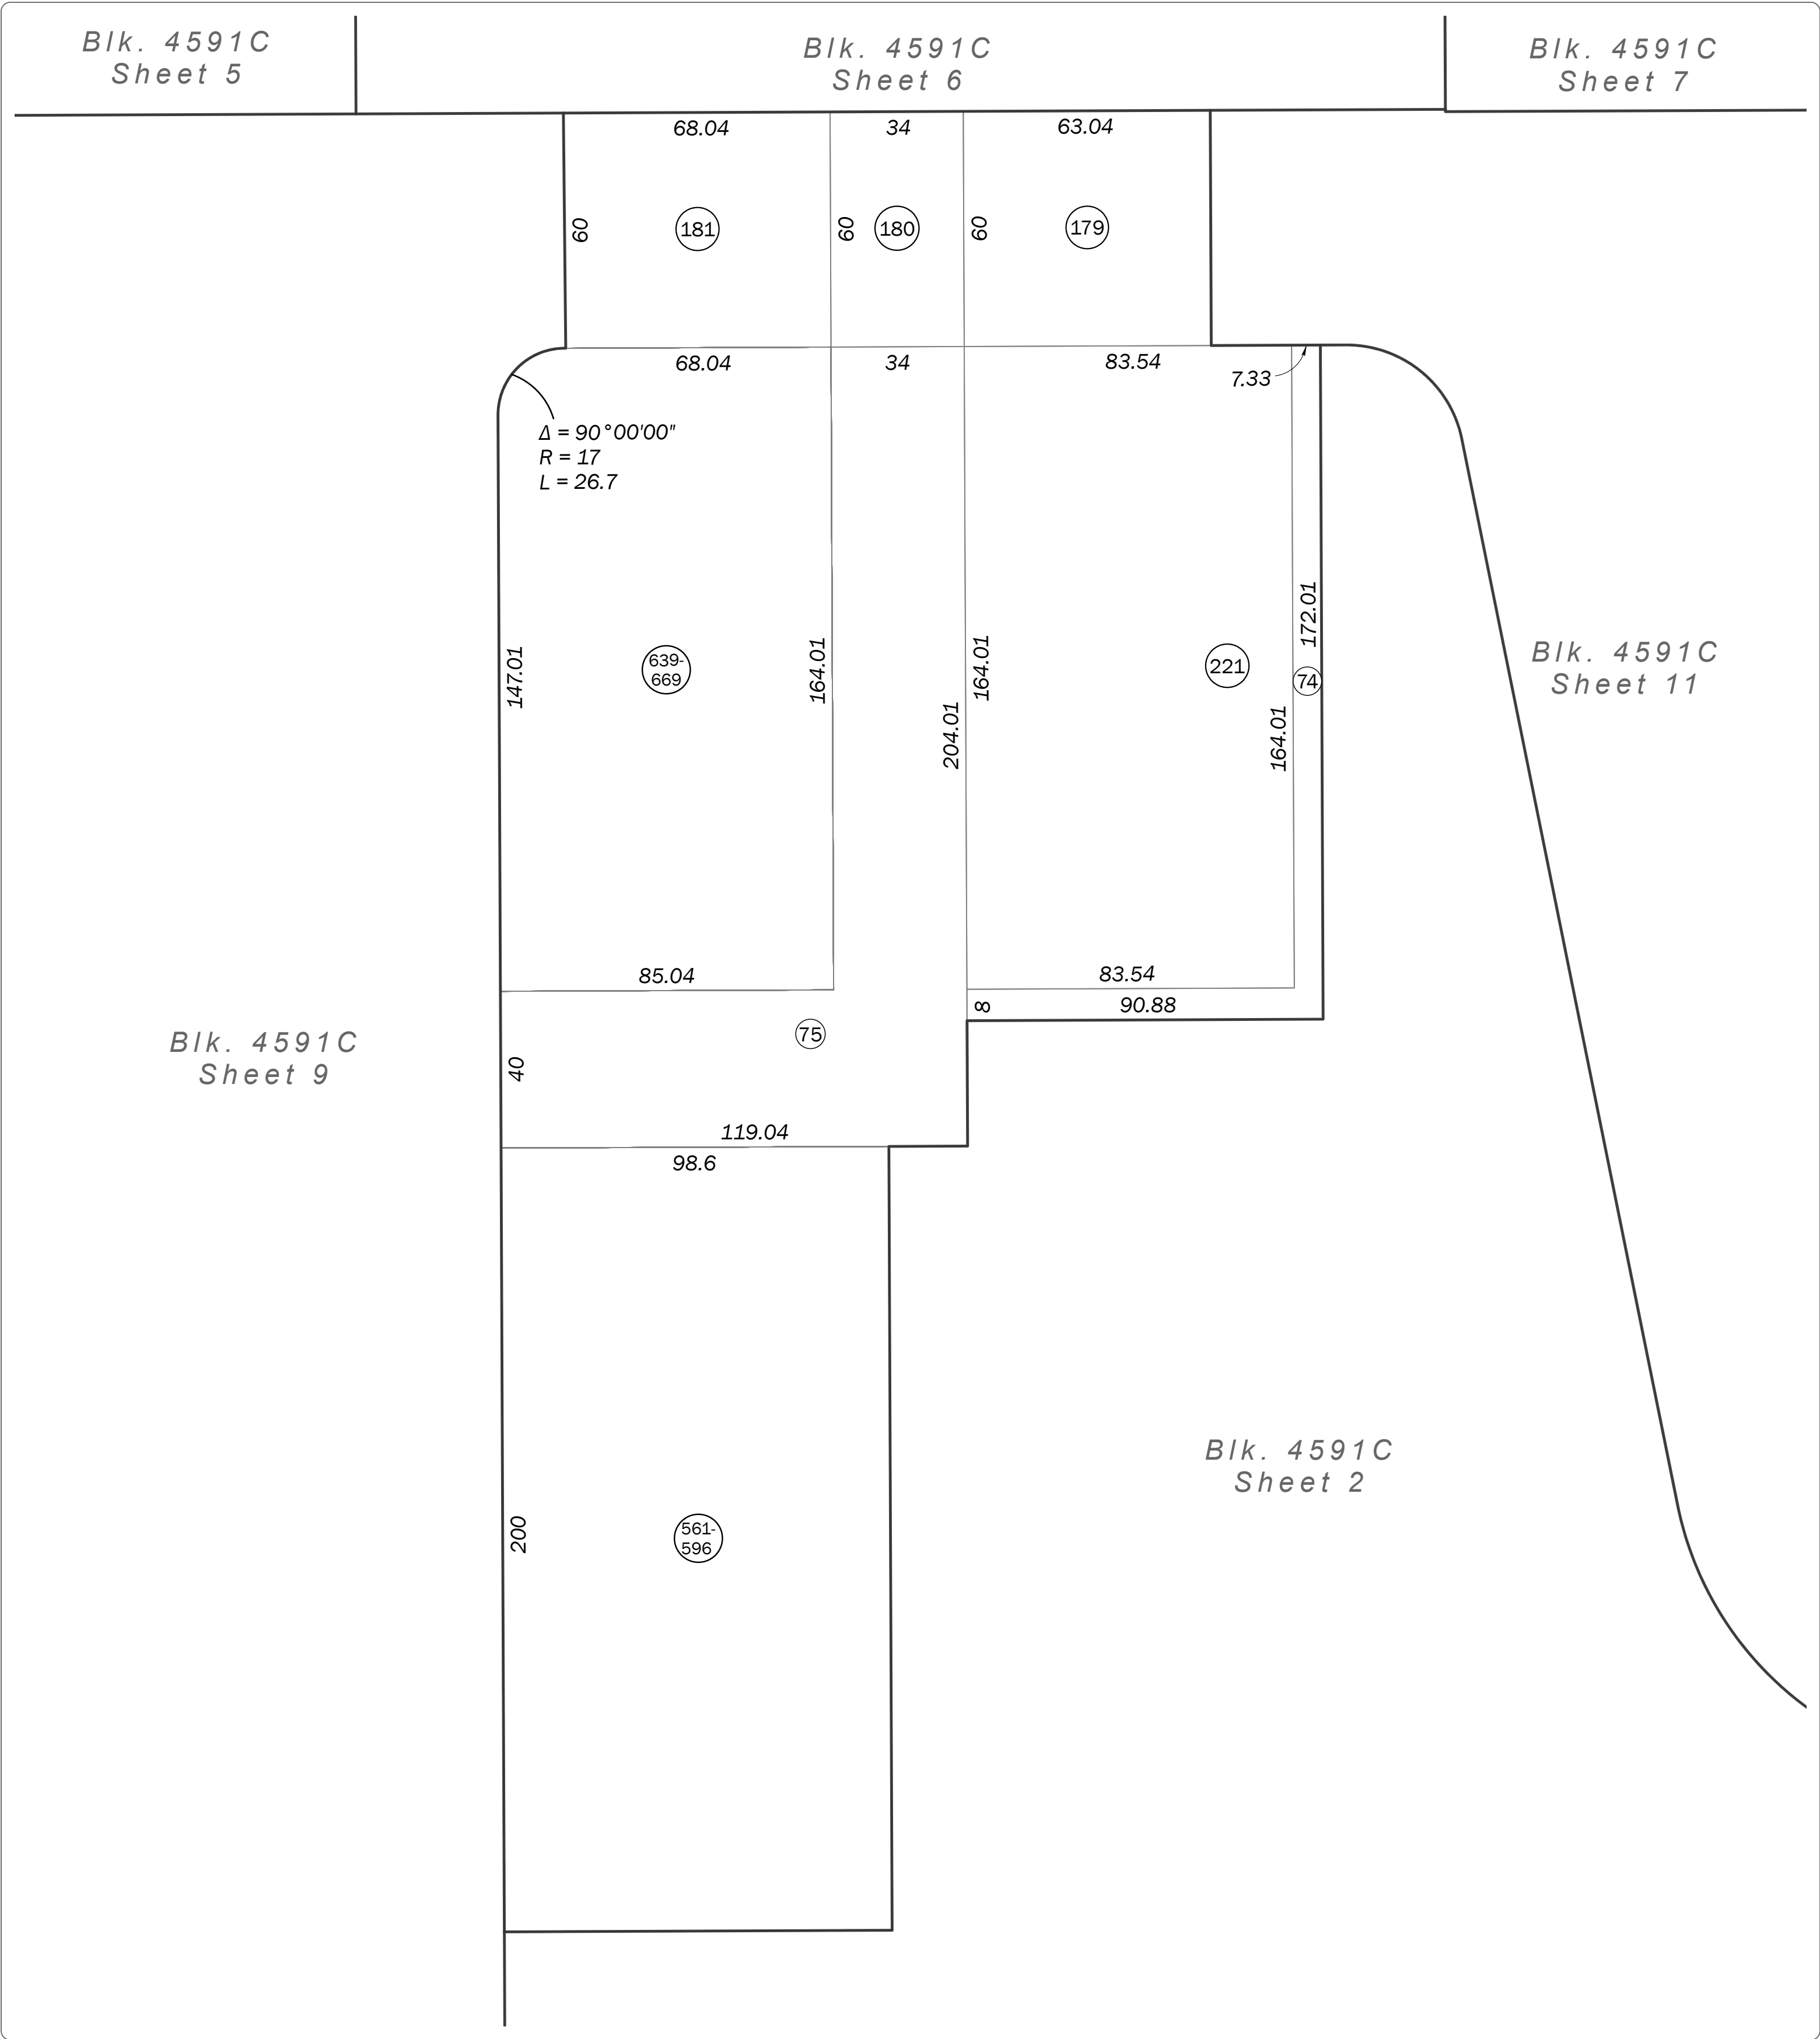 Blk. 4591C
Sheet 5
Blk. 4591C
Sheet 6
Blk. 4591C
Sheet 7
68.04
34
63.04
60
181
60
180
60
179
68.04
34
83.54
7.33
Δ = 90°00'00"
R = 17
L = 26.7
147.01
639-
669
164.01
204.01
164.01
221
164.01
172.01
74
Blk. 4591C
Sheet 11
85.04
83.54
8
90.88
75
40
Blk. 4591C
Sheet 9
119.04
98.6
200
561-
596
Blk. 4591C
Sheet 2